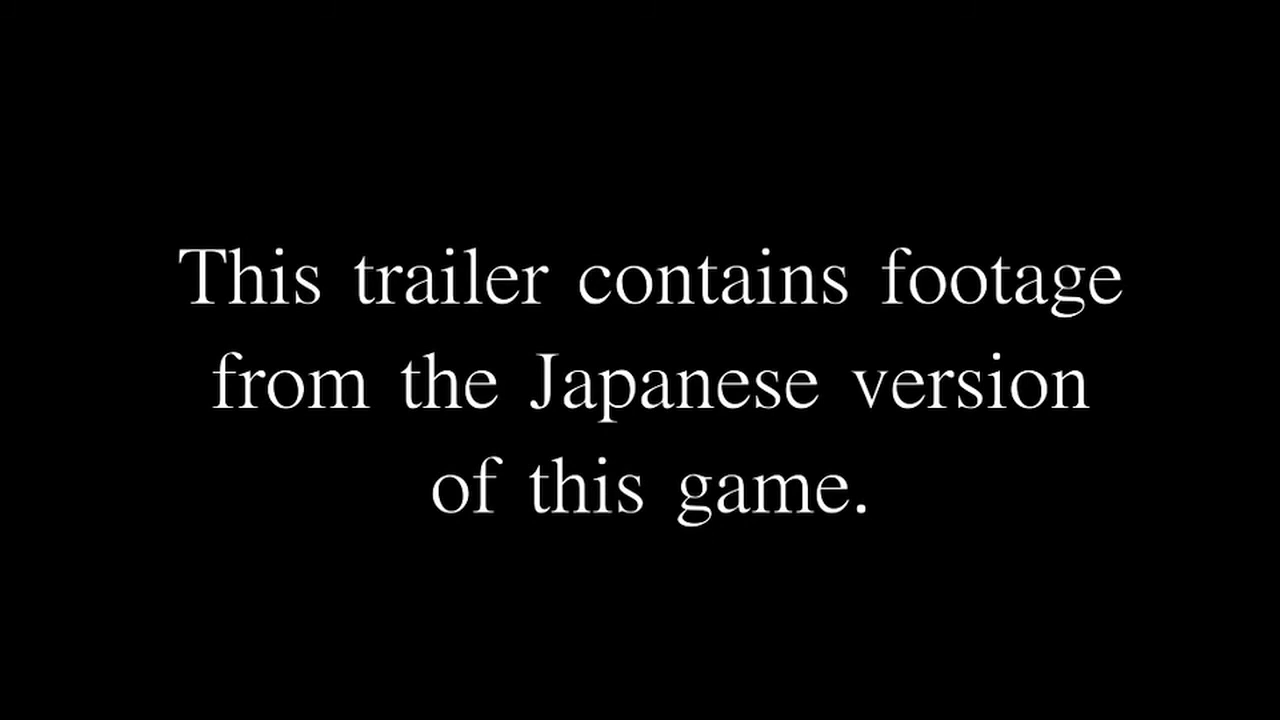 This trailer contains footage
from the Japanese version
of this game.